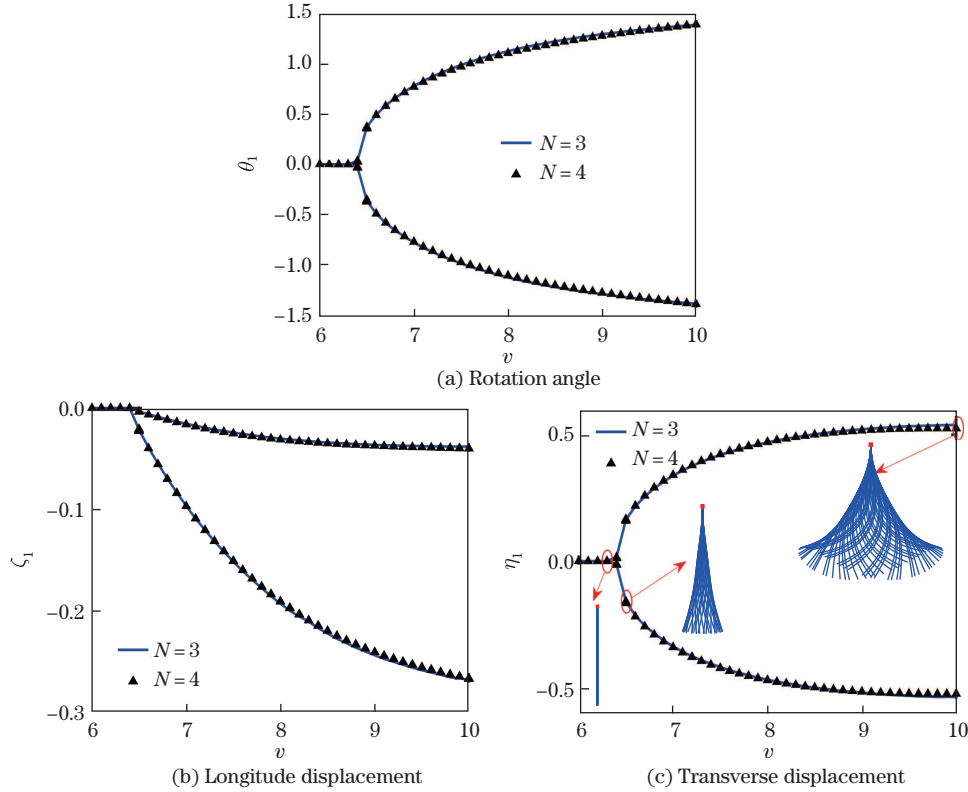 1.5
1.0
0.5
0.0
−0.5
−1.0
−1.5
θ₁
N=3
N=4
6 7 8 9 10
v
(a) Rotation angle
0.0
−0.1
−0.2
−0.3
ζ₁
N=3
N=4
6 7 8 9 10
v
(b) Longitude displacement
0.5
0.0
−0.5
η₁
N=3
N=4
6 7 8 9 10
v
(c) Transverse displacement